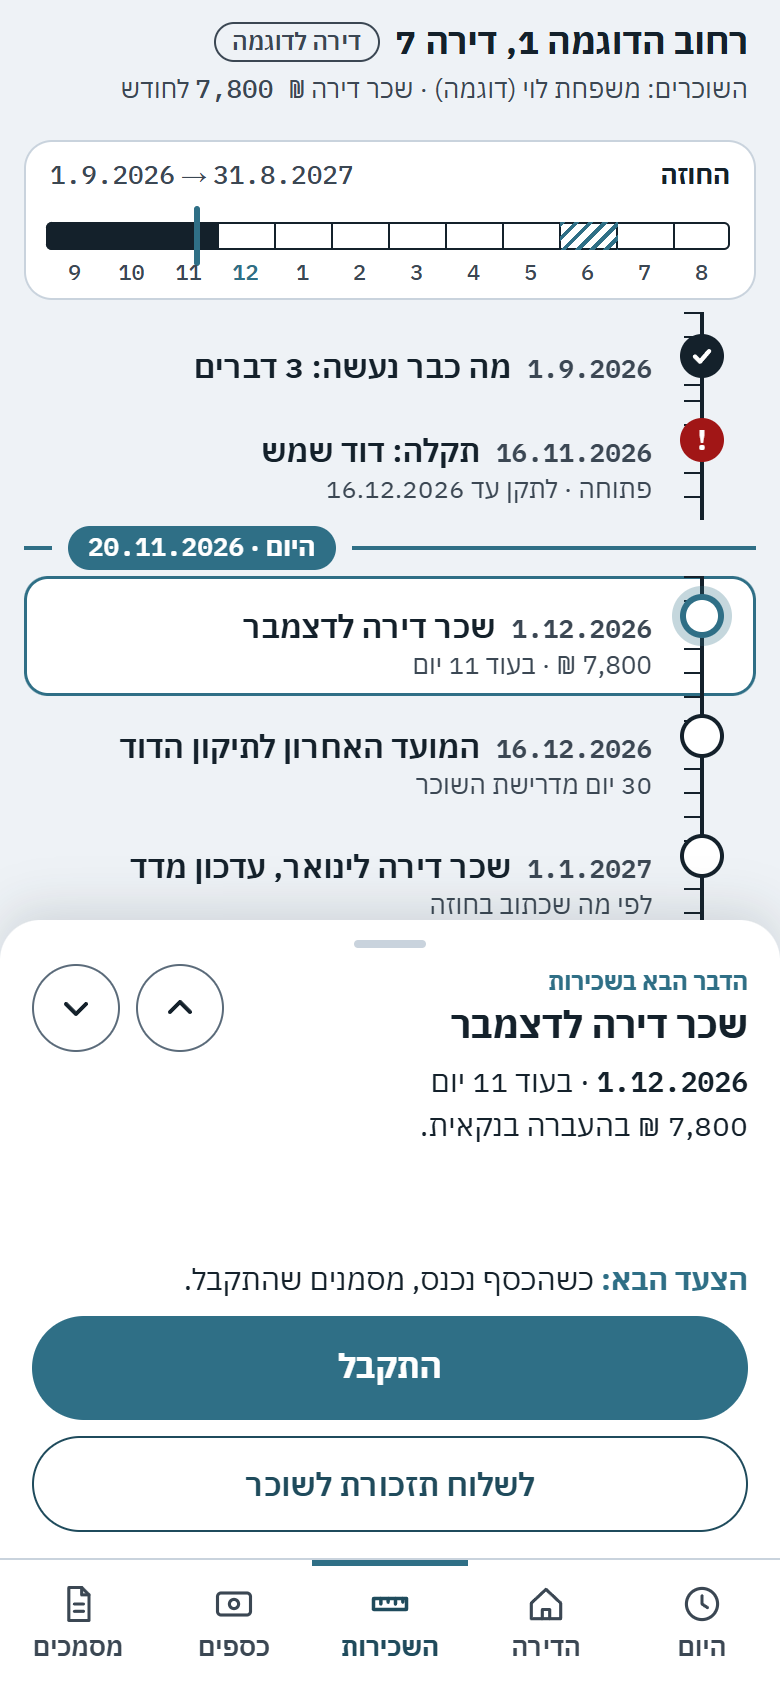 רחוב הדוגמה 1, דירה 7 דירה לדוגמה
השוכרים: משפחת לוי (דוגמה) · שכר דירה ₪ 7,800 לחודש
החוזה 1.9.2026 → 31.8.2027
9 10 11 12 1 2 3 4 5 6 7 8
1.9.2026 מה כבר נעשה: 3 דברים
16.11.2026 תקלה: דוד שמש
פתוחה · לתקן עד 16.12.2026
היום · 20.11.2026
1.12.2026 שכר דירה לדצמבר
7,800 ₪ · בעוד 11 יום
16.12.2026 המועד האחרון לתיקון הדוד
30 יום מדרישת השוכר
1.1.2027 שכר דירה לינואר, עדכון מדד
לפי מה שכתוב בחוזה
הדבר הבא בשכירות
שכר דירה לדצמבר
1.12.2026 · בעוד 11 יום
7,800 ₪ בהעברה בנקאית.
הצעד הבא: כשהכסף נכנס, מסמנים שהתקבל.
התקבל
לשלוח תזכורת לשוכר
היום הדירה השכירות כספים מסמכים